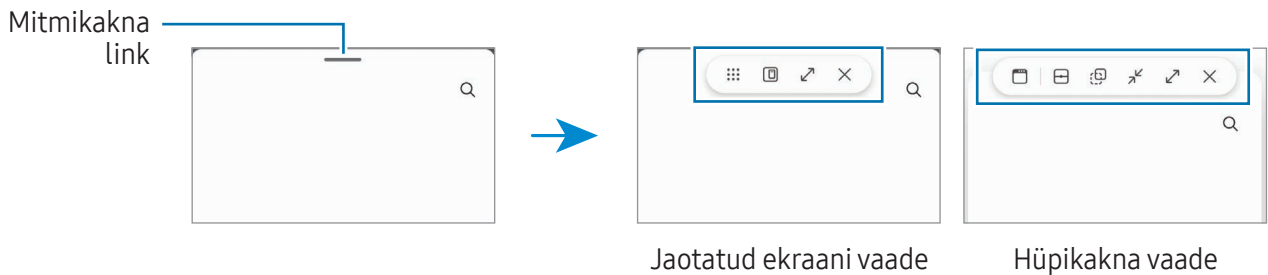 Mitmikakna
link
Jaotatud ekraani vaade
Hüpikakna vaade